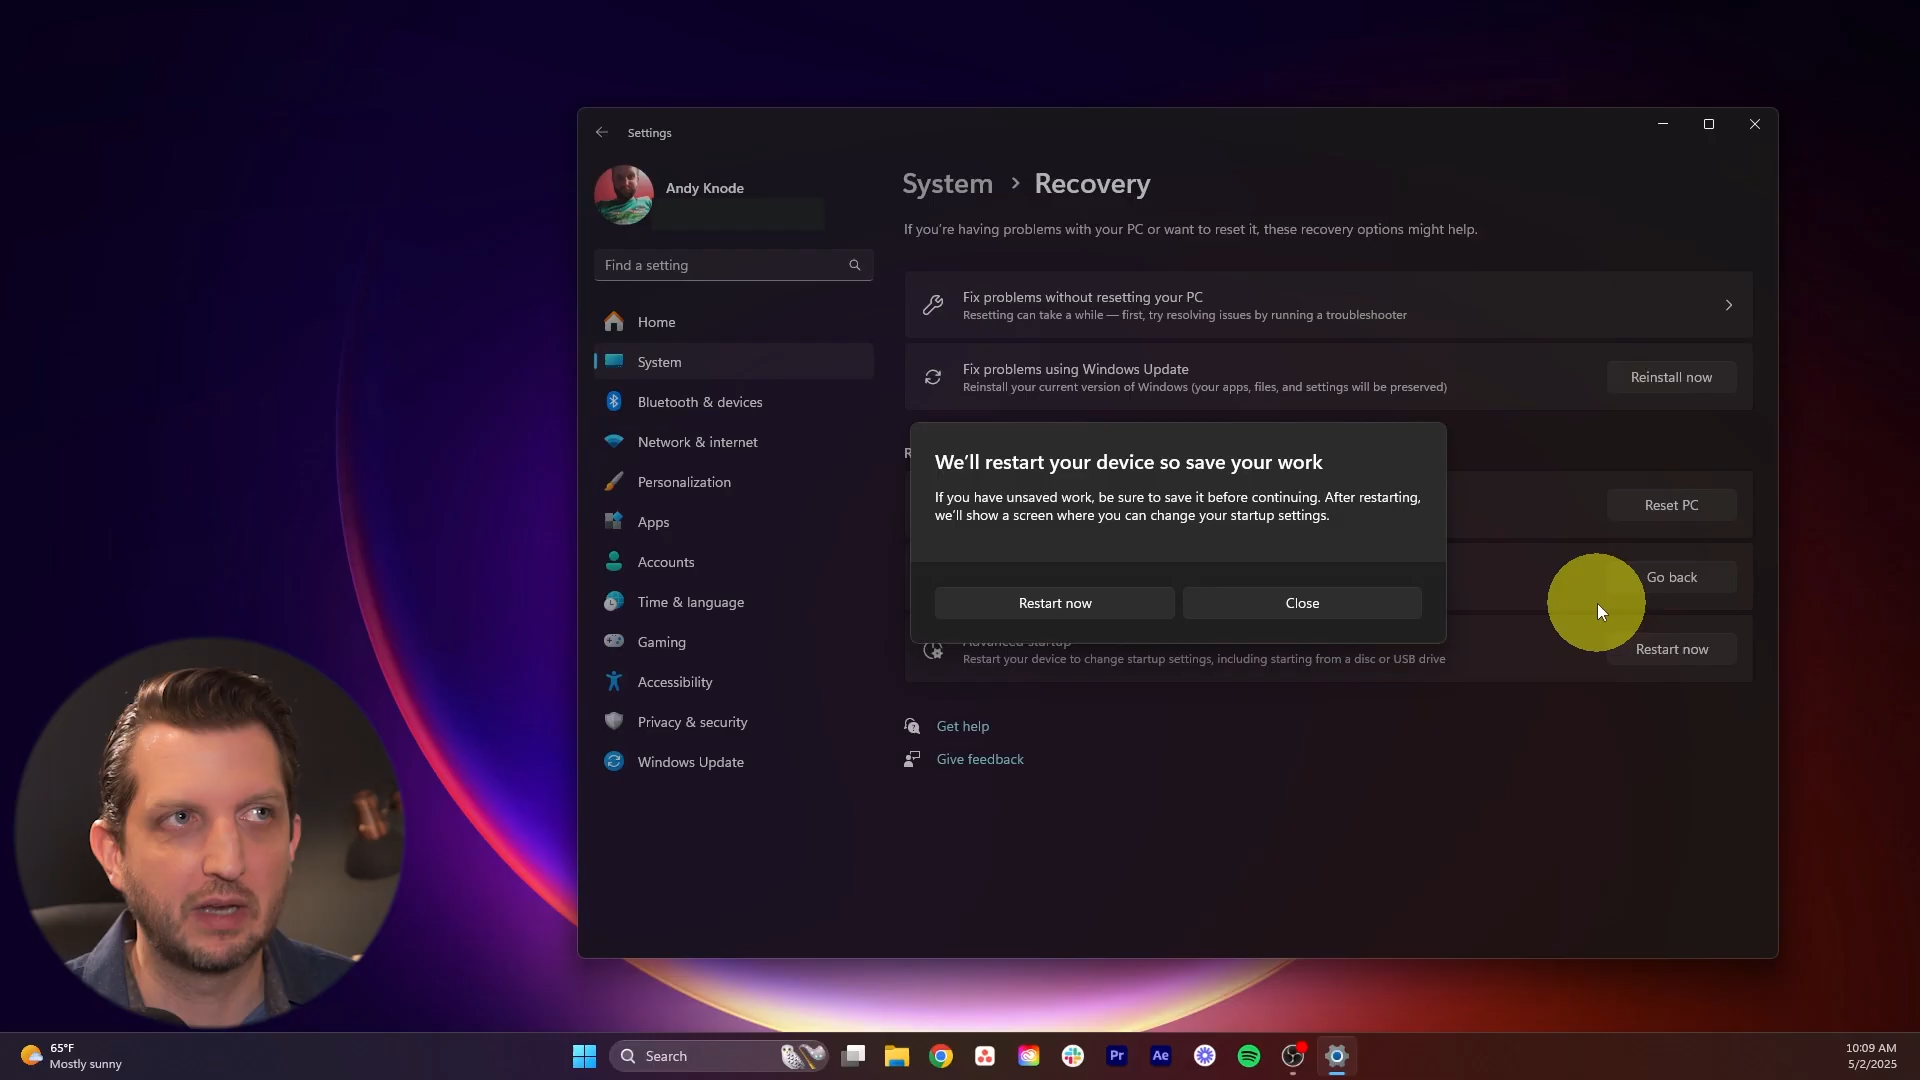 Settings
Andy Knode
Find a setting
Home
System
Bluetooth & devices
Network & internet
Personalization
Apps
Accounts
Time & language
Gaming
Accessibility
Privacy & security
Windows Update
System > Recovery
If you're having problems with your PC or want to reset it, these recovery options might help.
Fix problems without resetting your PC
Resetting can take a while — first, try resolving issues by running a troubleshooter
Fix problems using Windows Update
Reinstall your current version of Windows (your apps, files, and settings will be preserved)
Reinstall now
R
We'll restart your device so save your work
If you have unsaved work, be sure to save it before continuing. After restarting,
we'll show a screen where you can change your startup settings.
Restart now
Close
Reset PC
Go back
Advanced startup
Restart your device to change startup settings, including starting from a disc or USB drive
Restart now
Get help
Give feedback
65°F
Mostly sunny
Search
Pr
Ae
10:09 AM
5/2/2025